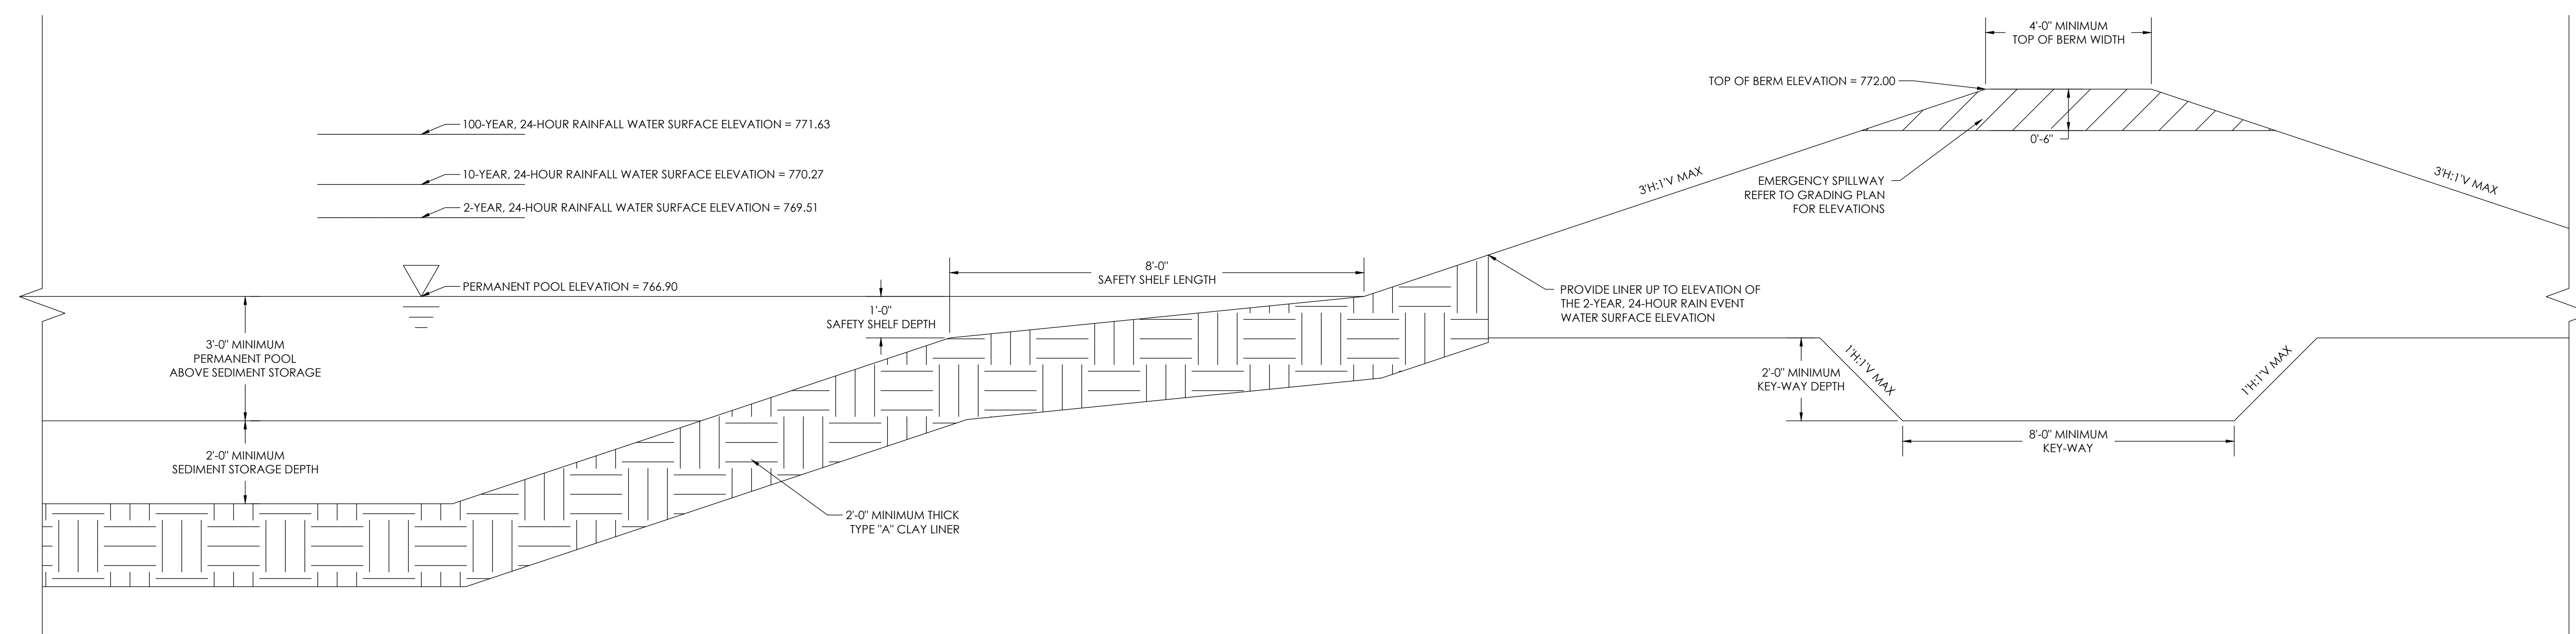 4'-0" MINIMUM
TOP OF BERM WIDTH
TOP OF BERM ELEVATION = 772.00
100-YEAR, 24-HOUR RAINFALL WATER SURFACE ELEVATION = 771.63
0'-6"
10-YEAR, 24-HOUR RAINFALL WATER SURFACE ELEVATION = 770.27
3'H:1'V MAX
EMERGENCY SPILLWAY
REFER TO GRADING PLAN
FOR ELEVATIONS
3'H:1'V MAX
2-YEAR, 24-HOUR RAINFALL WATER SURFACE ELEVATION = 769.51
8'-0"
SAFETY SHELF LENGTH
PERMANENT POOL ELEVATION = 766.90
PROVIDE LINER UP TO ELEVATION OF
THE 2-YEAR, 24-HOUR RAIN EVENT
WATER SURFACE ELEVATION
1'-0"
SAFETY SHELF DEPTH
3'-0" MINIMUM
PERMANENT POOL
ABOVE SEDIMENT STORAGE
2'-0" MINIMUM
KEY-WAY DEPTH
1'H:1'V MAX
1'H:1'V MAX
8'-0" MINIMUM
KEY-WAY
2'-0" MINIMUM
SEDIMENT STORAGE DEPTH
2'-0" MINIMUM THICK
TYPE "A" CLAY LINER